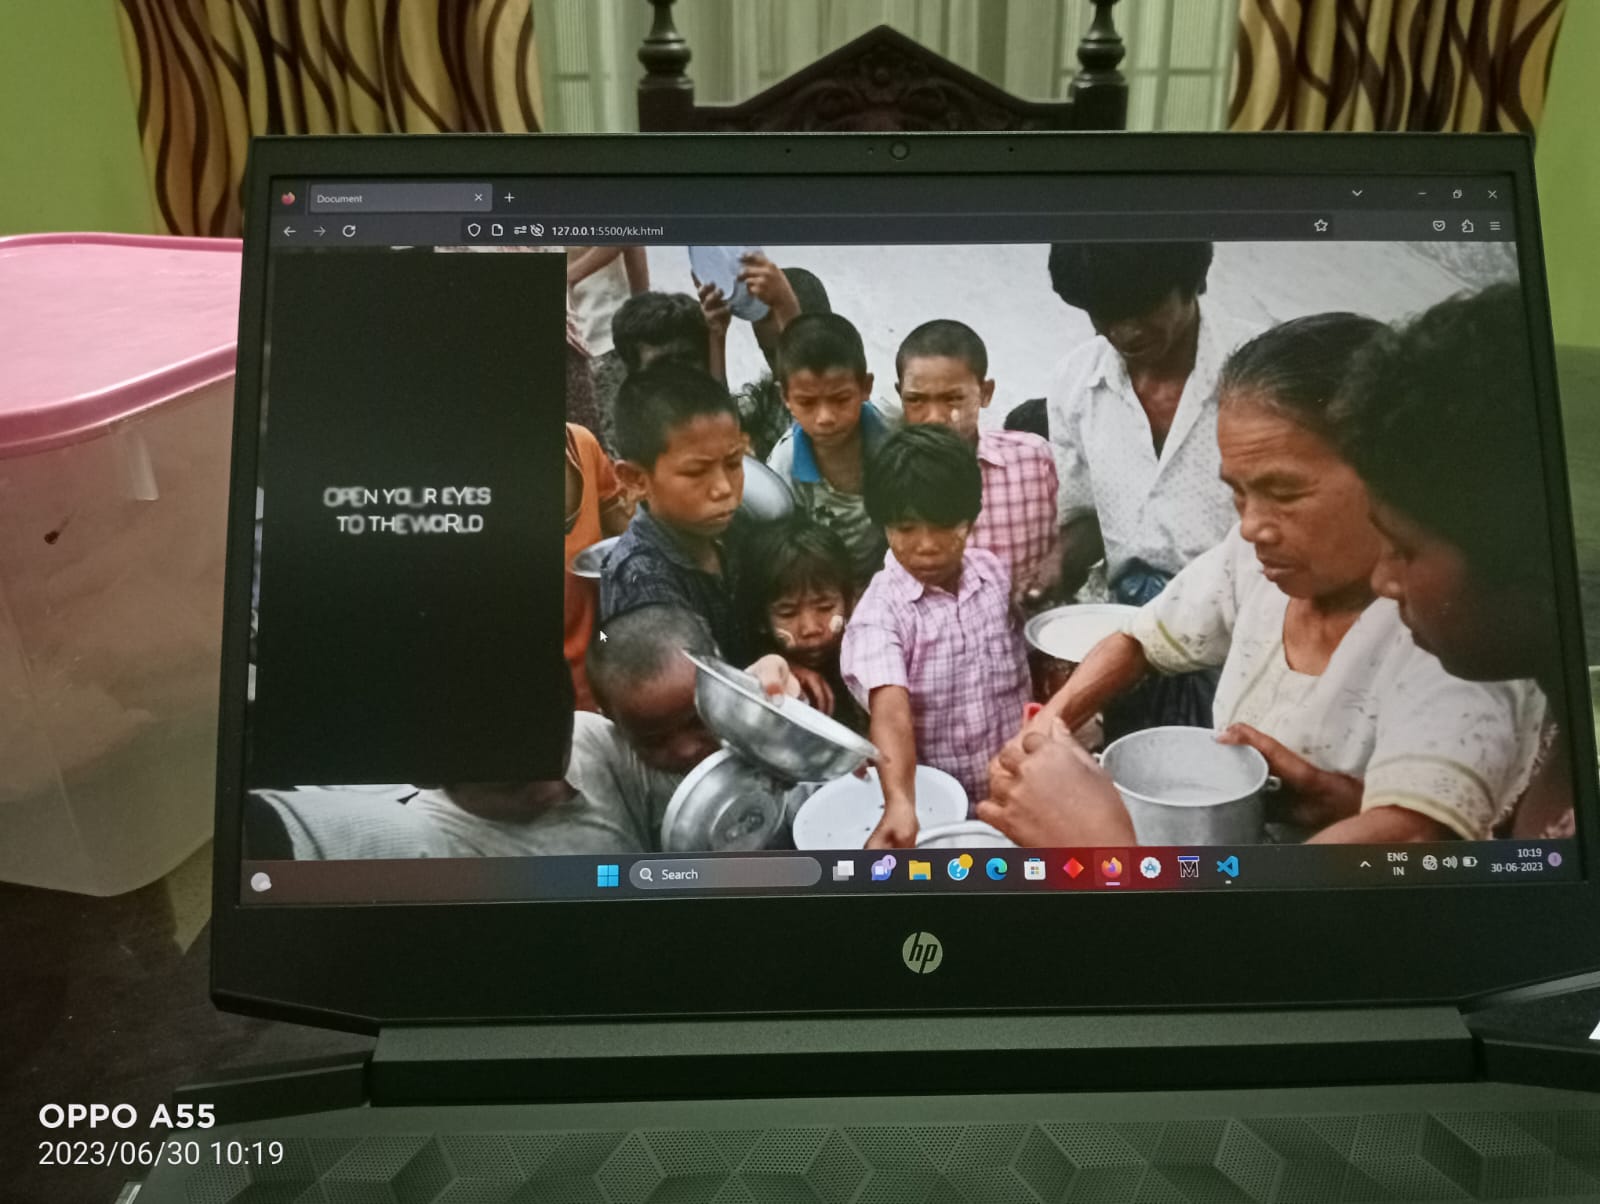 Document
127.0.0.1:5500/kk.html
OPEN YOUR EYES
TO THE WORLD
Search
1
ENG
IN
10:19
30-06-2023
hp
OPPO A55
2023/06/30 10:19